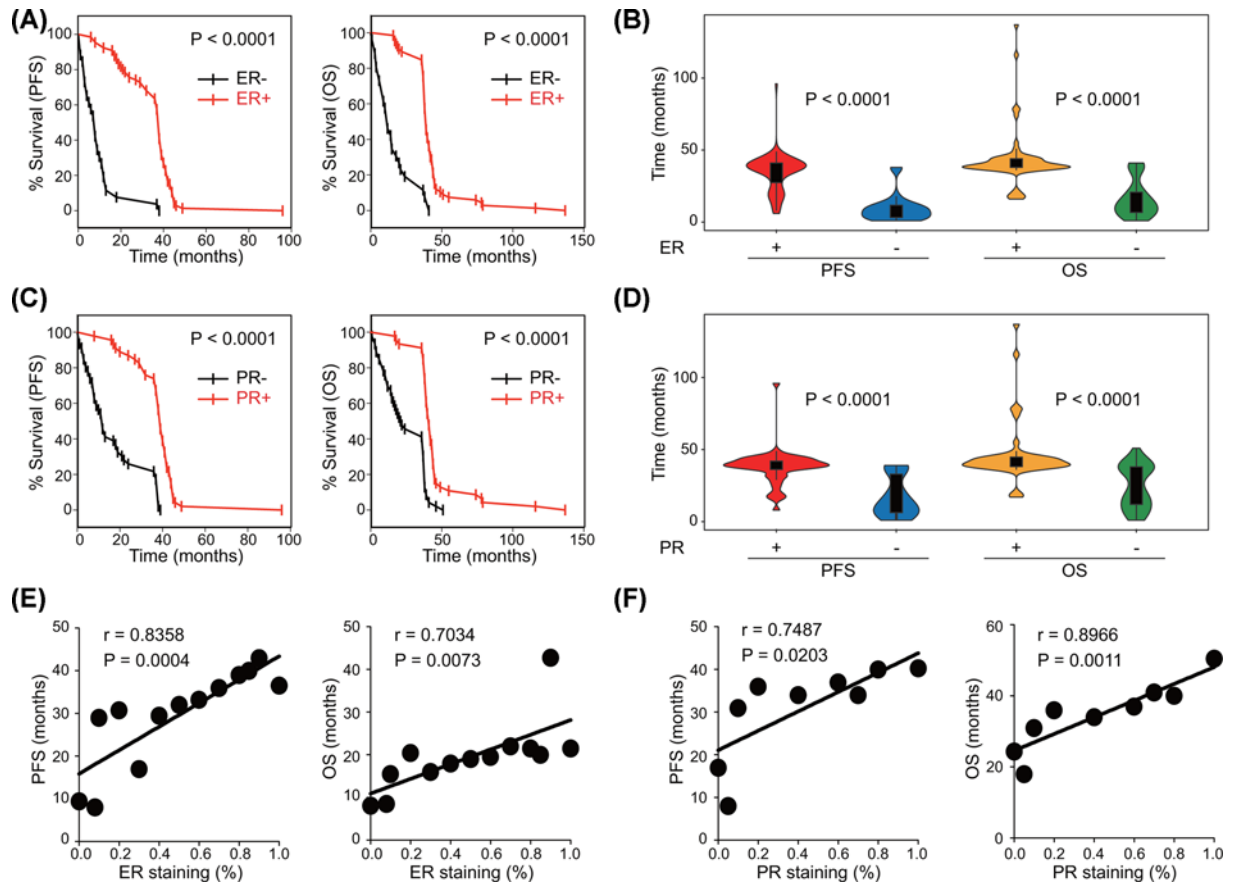 (A)
% Survival (PFS)
100
80
60
40
20
0
P < 0.0001
ER-
ER+
0 20 40 60 80 100
Time (months)
% Survival (OS)
100
80
60
40
20
0
P < 0.0001
ER-
ER+
0 50 100 150
Time (months)
(B)
Time (months)
100
50
0
P < 0.0001
P < 0.0001
ER + - + -
PFS OS
(C)
% Survival (PFS)
100
80
60
40
20
0
P < 0.0001
PR-
PR+
0 20 40 60 80 100
Time (months)
% Survival (OS)
100
80
60
40
20
0
P < 0.0001
PR-
PR+
0 50 100 150
Time (months)
(D)
Time (months)
100
50
0
P < 0.0001
P < 0.0001
PR + - + -
PFS OS
(E)
PFS (months)
50
40
30
20
10
0
r = 0.8358
P = 0.0004
0.0 0.2 0.4 0.6 0.8 1.0
ER staining (%)
OS (months)
50
40
30
20
10
0
r = 0.7034
P = 0.0073
0.0 0.2 0.4 0.6 0.8 1.0
ER staining (%)
(F)
PFS (months)
50
40
30
20
10
0
r = 0.7487
P = 0.0203
0.0 0.2 0.4 0.6 0.8 1.0
PR staining (%)
OS (months)
60
40
20
0
r = 0.8966
P = 0.0011
0.0 0.2 0.4 0.6 0.8 1.0
PR staining (%)